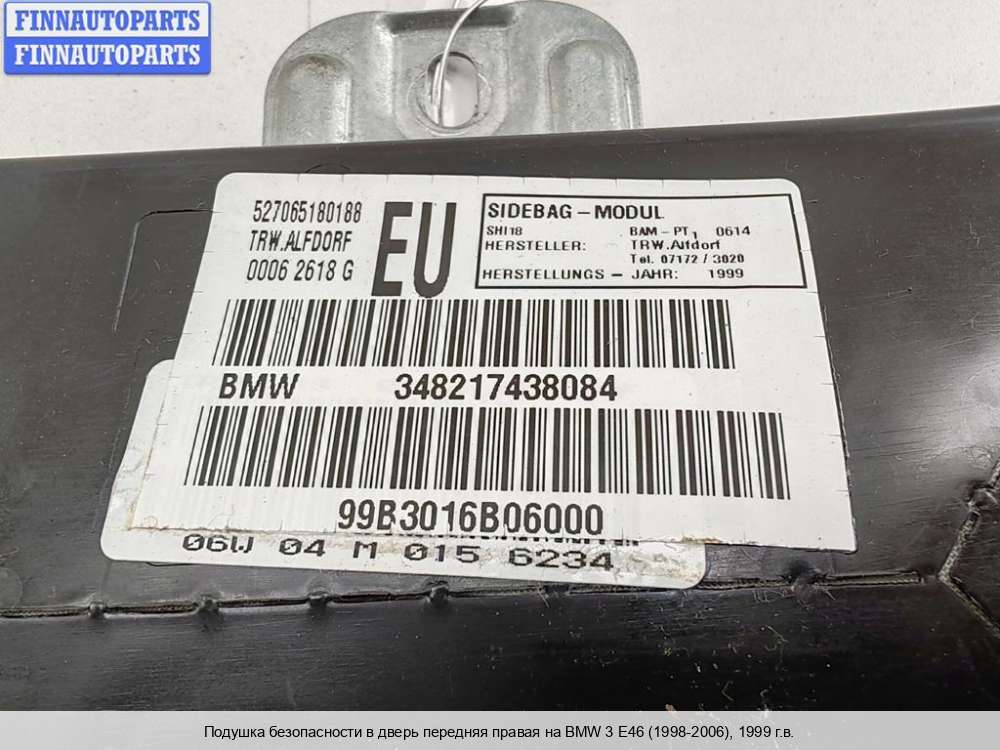 FINNAUTOPARTS
FINNAUTOPARTS
527065180188
TRW.ALFDORF
0006 2618 G
EU
SIDEBAG - MODUL
SHI18 BAM - PT1 0614
HERSTELLER: TRW.Alfdorf
Tel. 07172 / 3020
HERSTELLUNGS - JAHR: 1999
BMW 348217438084
99B3016B06000
06W 04 M 015 6234
Подушка безопасности в дверь передняя правая на BMW 3 E46 (1998-2006), 1999 г.в.